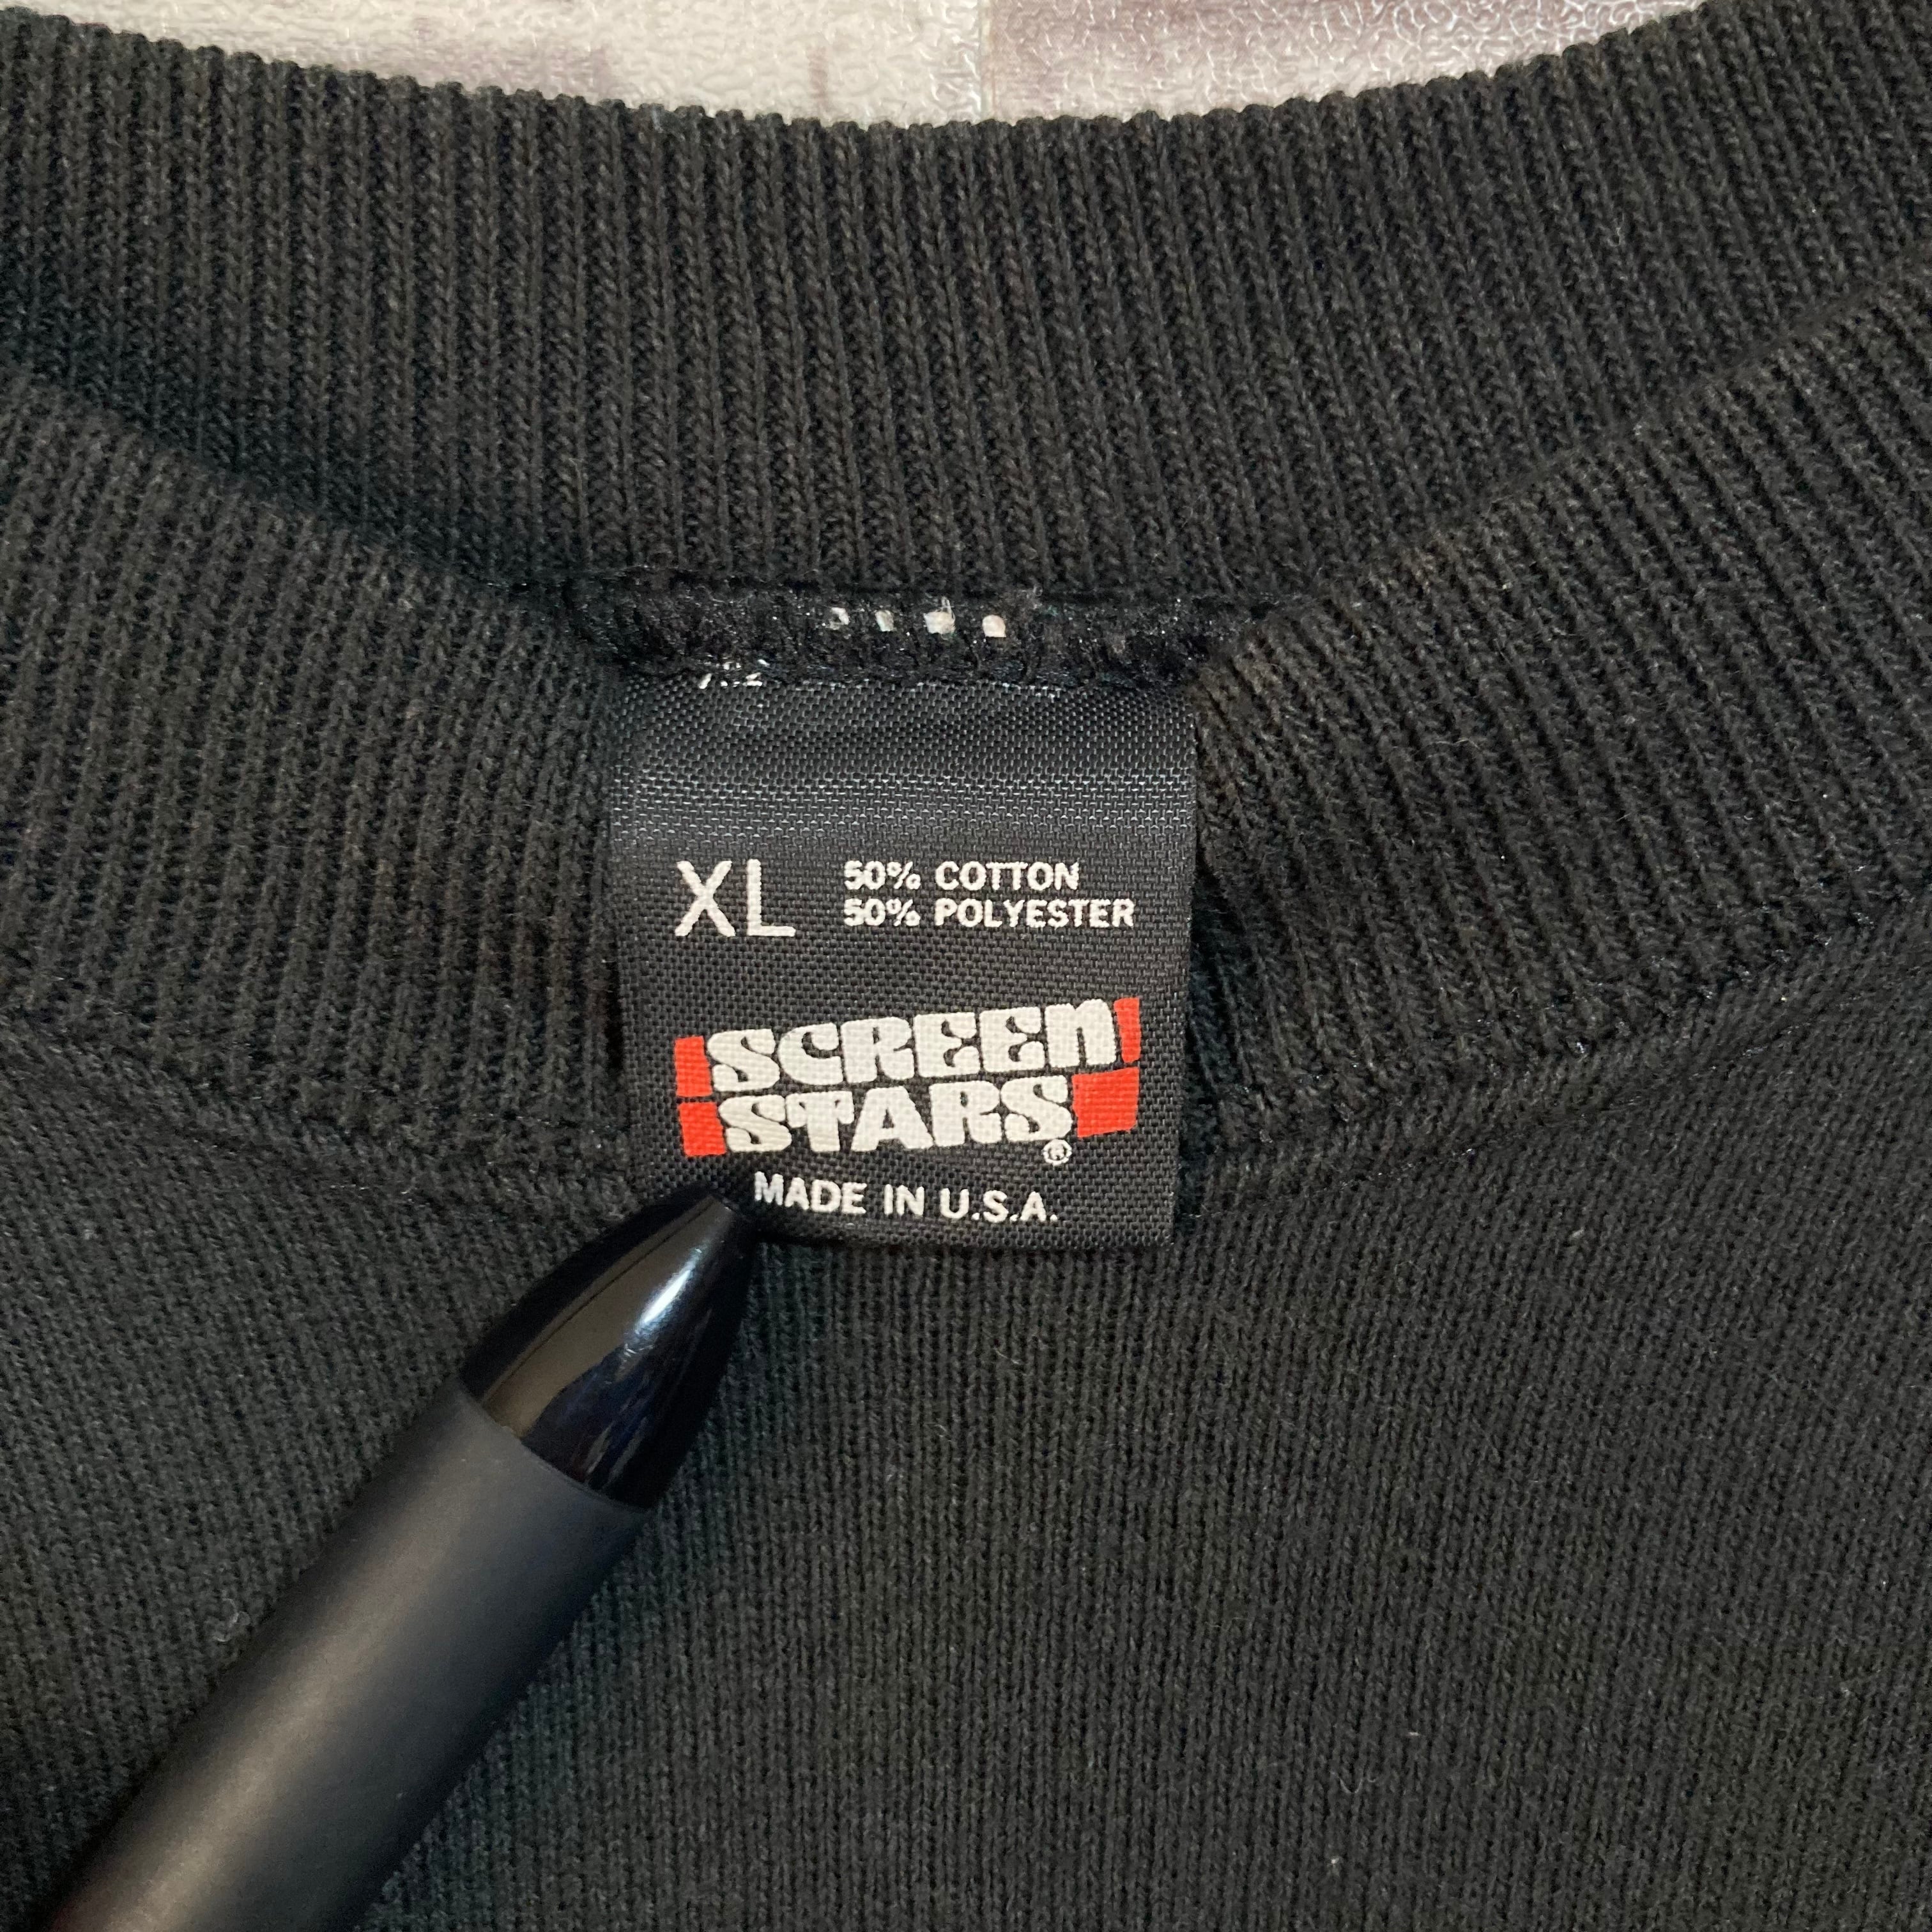 XL
50% COTTON
50% POLYESTER
SCREEN
STARS®
MADE IN U.S.A.